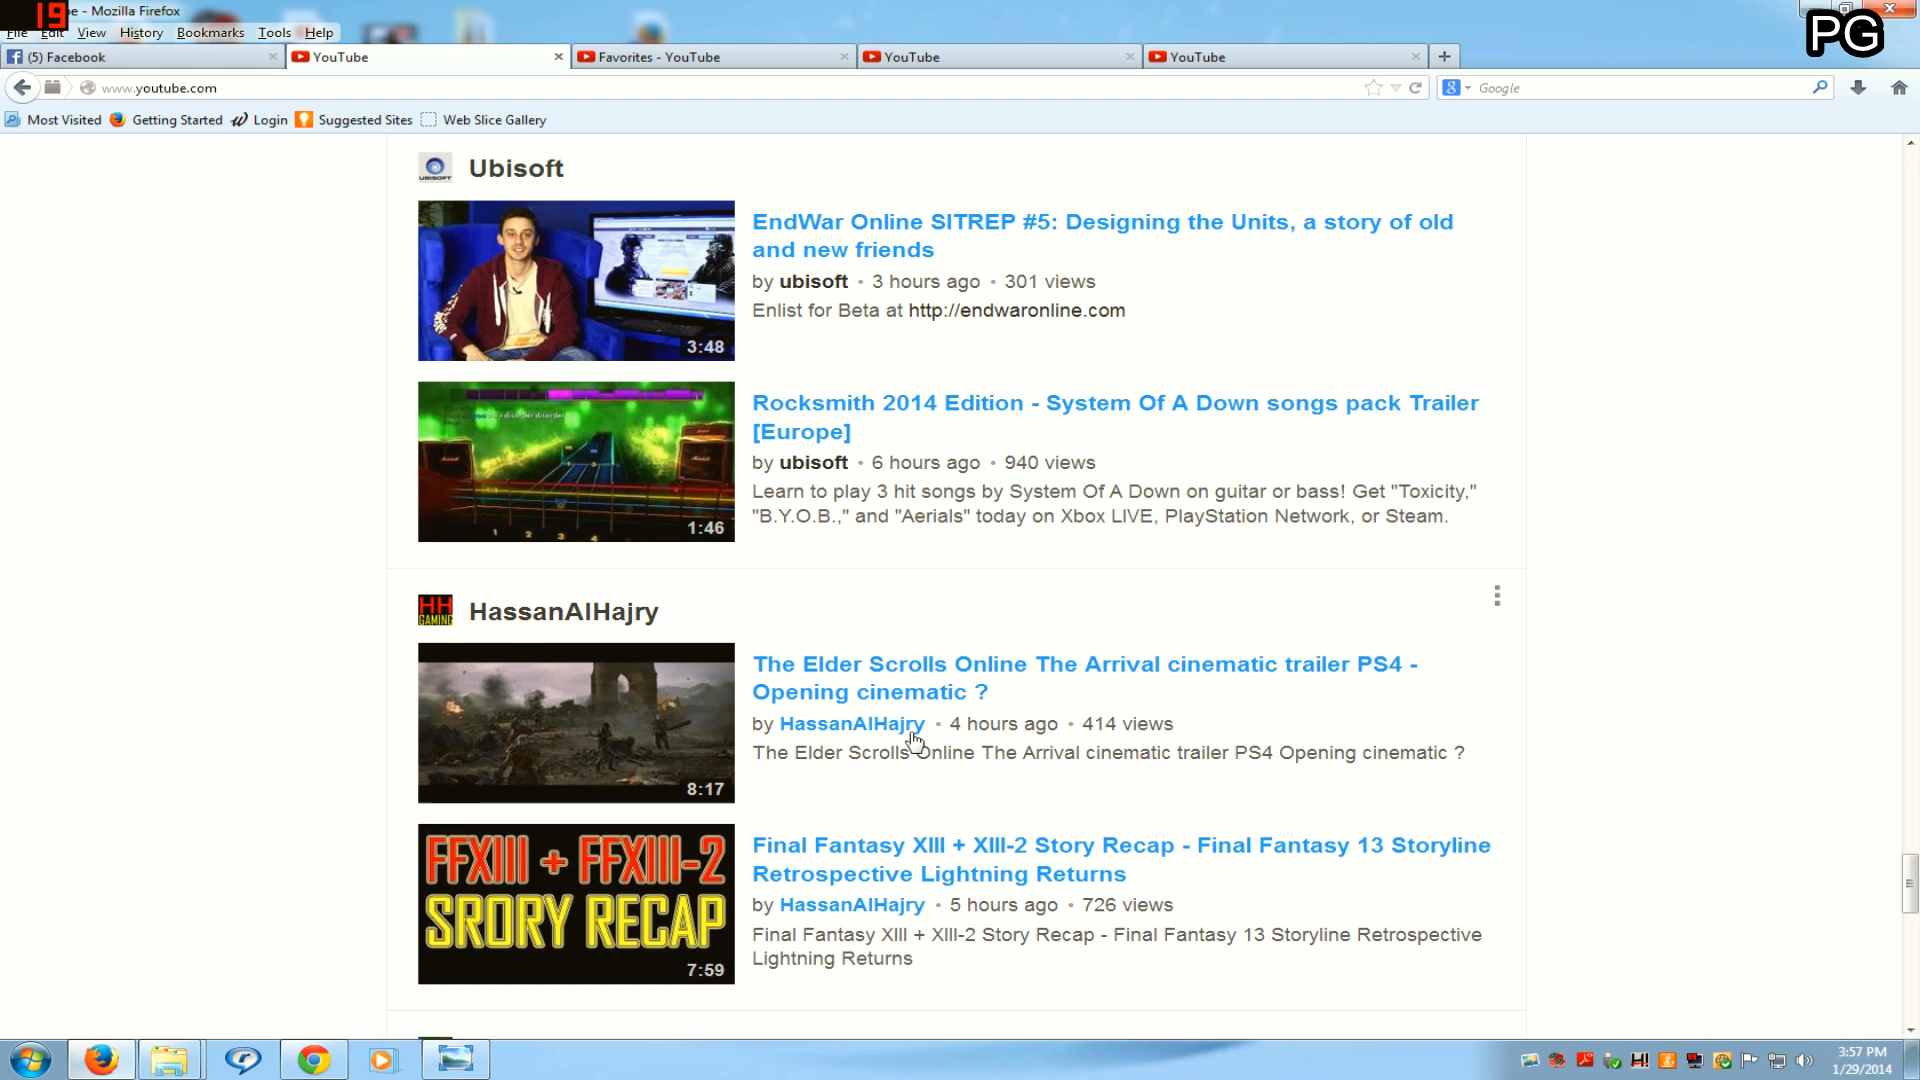 19
e - Mozilla Firefox
PG
File Edit View History Bookmarks Tools Help
(5) Facebook
YouTube
Favorites - YouTube
YouTube
YouTube
www.youtube.com
Google
Most Visited Getting Started Login Suggested Sites Web Slice Gallery
UBISOFT
Ubisoft
EndWar Online SITREP #5: Designing the Units, a story of old
and new friends
by ubisoft • 3 hours ago • 301 views
Enlist for Beta at http://endwaronline.com
3:48
Rocksmith 2014 Edition - System Of A Down songs pack Trailer
[Europe]
by ubisoft • 6 hours ago • 940 views
Learn to play 3 hit songs by System Of A Down on guitar or bass! Get "Toxicity,"
"B.Y.O.B.," and "Aerials" today on Xbox LIVE, PlayStation Network, or Steam.
1:46
HH
GAMING
HassanAlHajry
The Elder Scrolls Online The Arrival cinematic trailer PS4 -
Opening cinematic ?
by HassanAlHajry • 4 hours ago • 414 views
The Elder Scrolls Online The Arrival cinematic trailer PS4 Opening cinematic ?
8:17
FFXIII + FFXIII-2
SRORY RECAP
7:59
Final Fantasy XIII + XIII-2 Story Recap - Final Fantasy 13 Storyline
Retrospective Lightning Returns
by HassanAlHajry • 5 hours ago • 726 views
Final Fantasy XIII + XIII-2 Story Recap - Final Fantasy 13 Storyline Retrospective
Lightning Returns
3:57 PM
1/29/2014